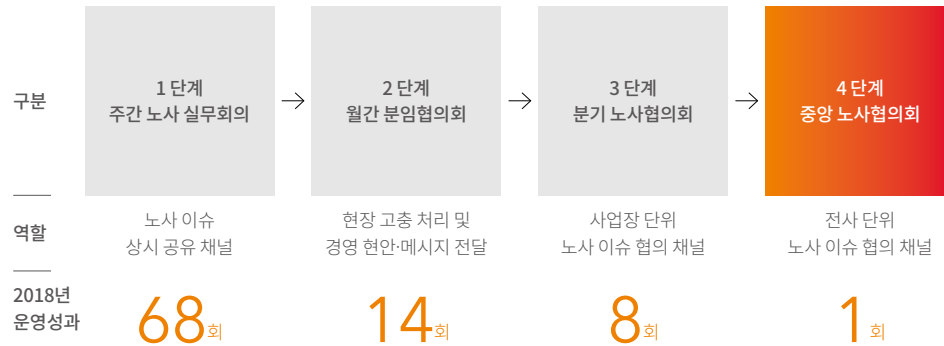 구분
1 단계
주간 노사 실무회의
2 단계
월간 분임협의회
3 단계
분기 노사협의회
4 단계
중앙 노사협의회
역할
노사 이슈
상시 공유 채널
현장 고충 처리 및
경영 현안·메시지 전달
사업장 단위
노사 이슈 협의 채널
전사 단위
노사 이슈 협의 채널
2018년
운영성과
68회
14회
8회
1회